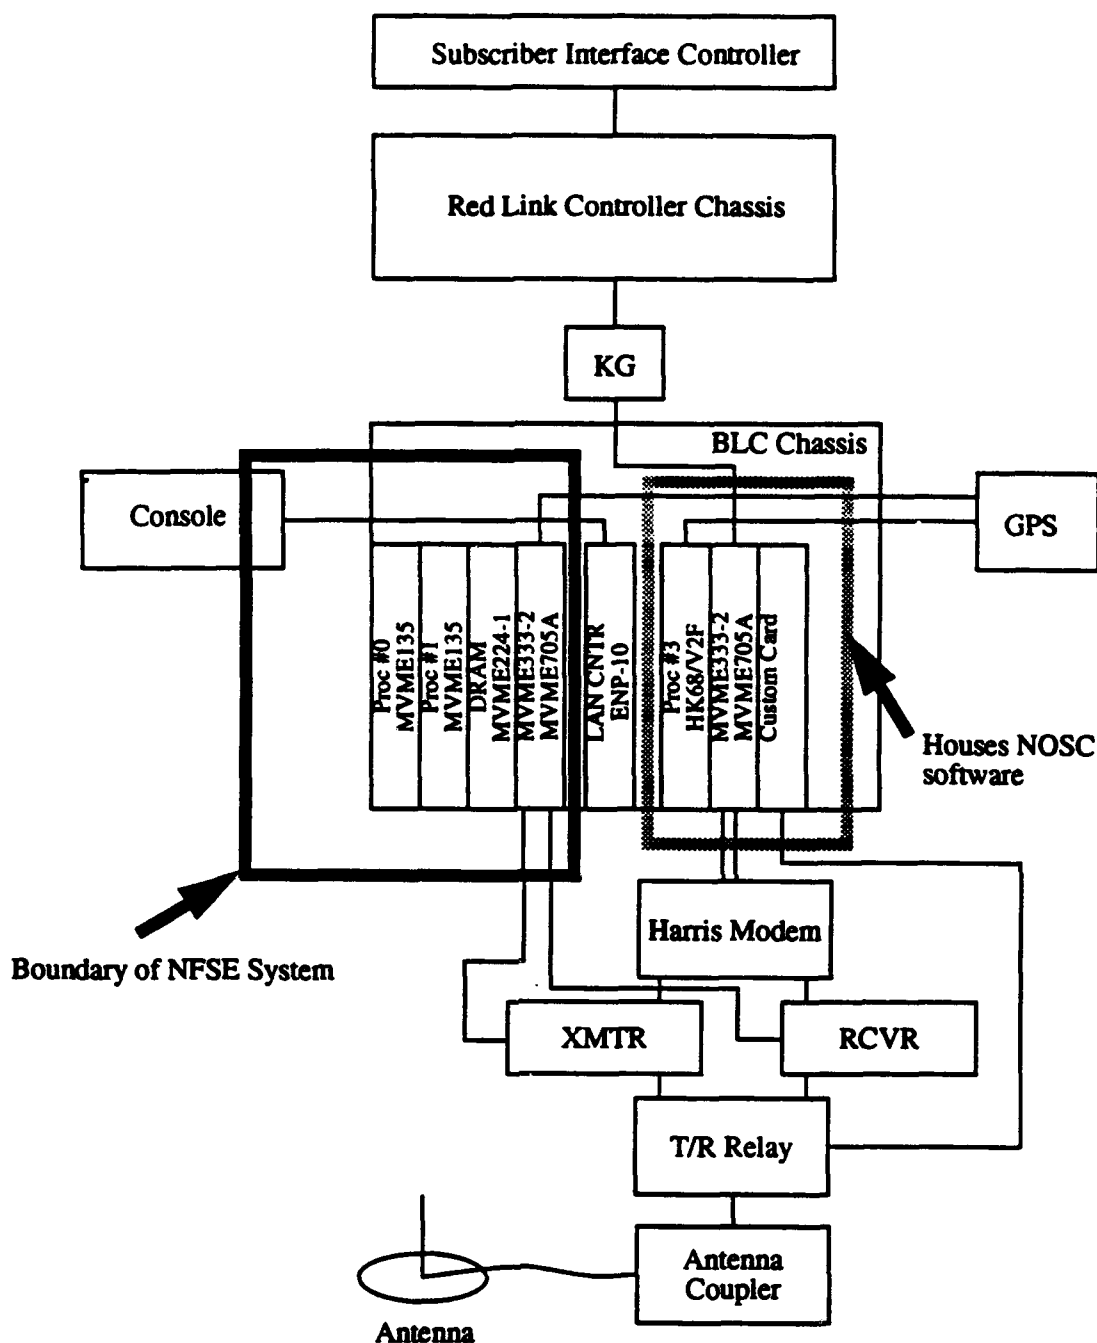 Subscriber Interface Controller
Red Link Controller Chassis
KG
BLC Chassis
Console
GPS
Proc #0
MVME135
Proc #1
MVME135
DRAM
MVME224-1
MVME333-2
MVME705A
LAN CNTR
ENP-10
Proc #3
HK68/V2F
MVME333-2
MVME705A
Custom Card
Houses NOSC
software
Boundary of NFSE System
Harris Modem
XMTR
RCVR
T/R Relay
Antenna
Coupler
Antenna